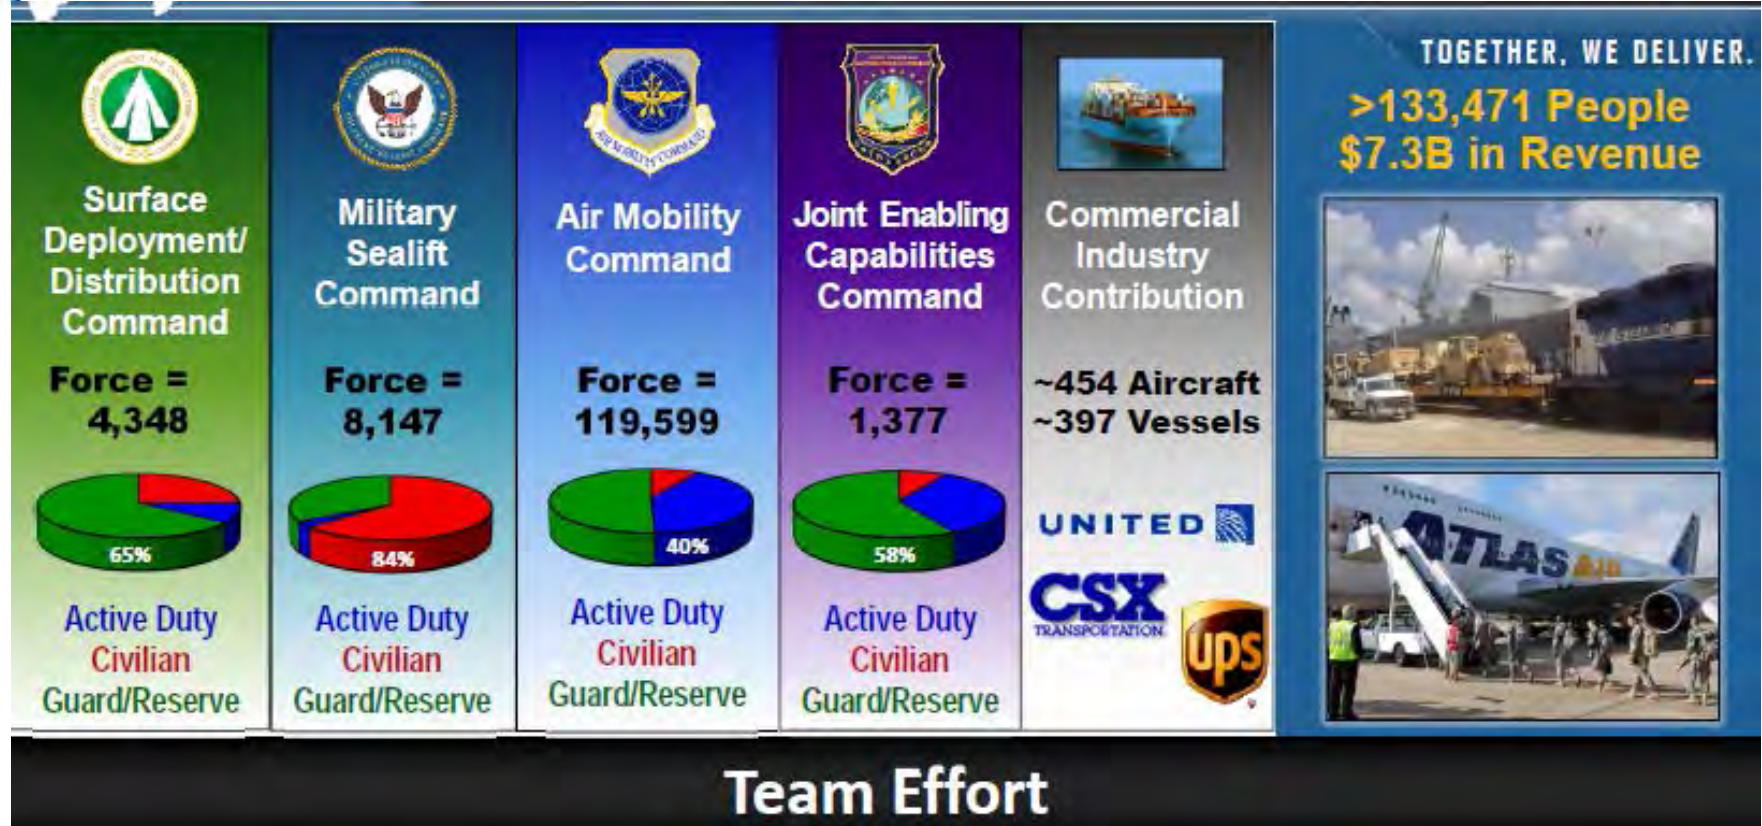 TOGETHER, WE DELIVER.
>133,471 People
$7.3B in Revenue
Surface
Deployment/
Distribution
Command
Force =
4,348
65%
Active Duty
Civilian
Guard/Reserve
Military
Sealift
Command
Force =
8,147
84%
Active Duty
Civilian
Guard/Reserve
AIR MOBILITY COMMAND
Air Mobility
Command
Force =
119,599
40%
Active Duty
Civilian
Guard/Reserve
Joint Enabling
Capabilities
Command
Force =
1,377
58%
Active Duty
Civilian
Guard/Reserve
Commercial
Industry
Contribution
~454 Aircraft
~397 Vessels
UNITED
CSX
TRANSPORTATION
ups
ATLAS AIR
Team Effort